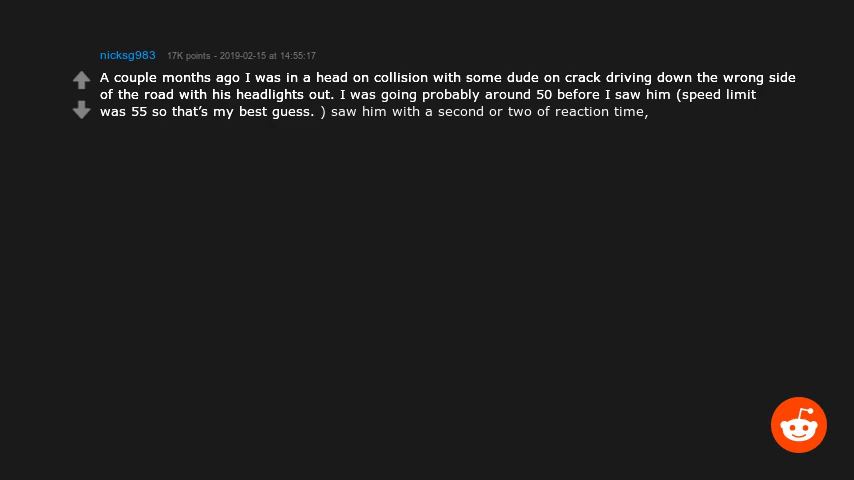 nicksg983 17K points - 2019-02-15 at 14:55:17
A couple months ago I was in a head on collision with some dude on crack driving down the wrong side
of the road with his headlights out. I was going probably around 50 before I saw him (speed limit
was 55 so that’s my best guess. ) saw him with a second or two of reaction time,